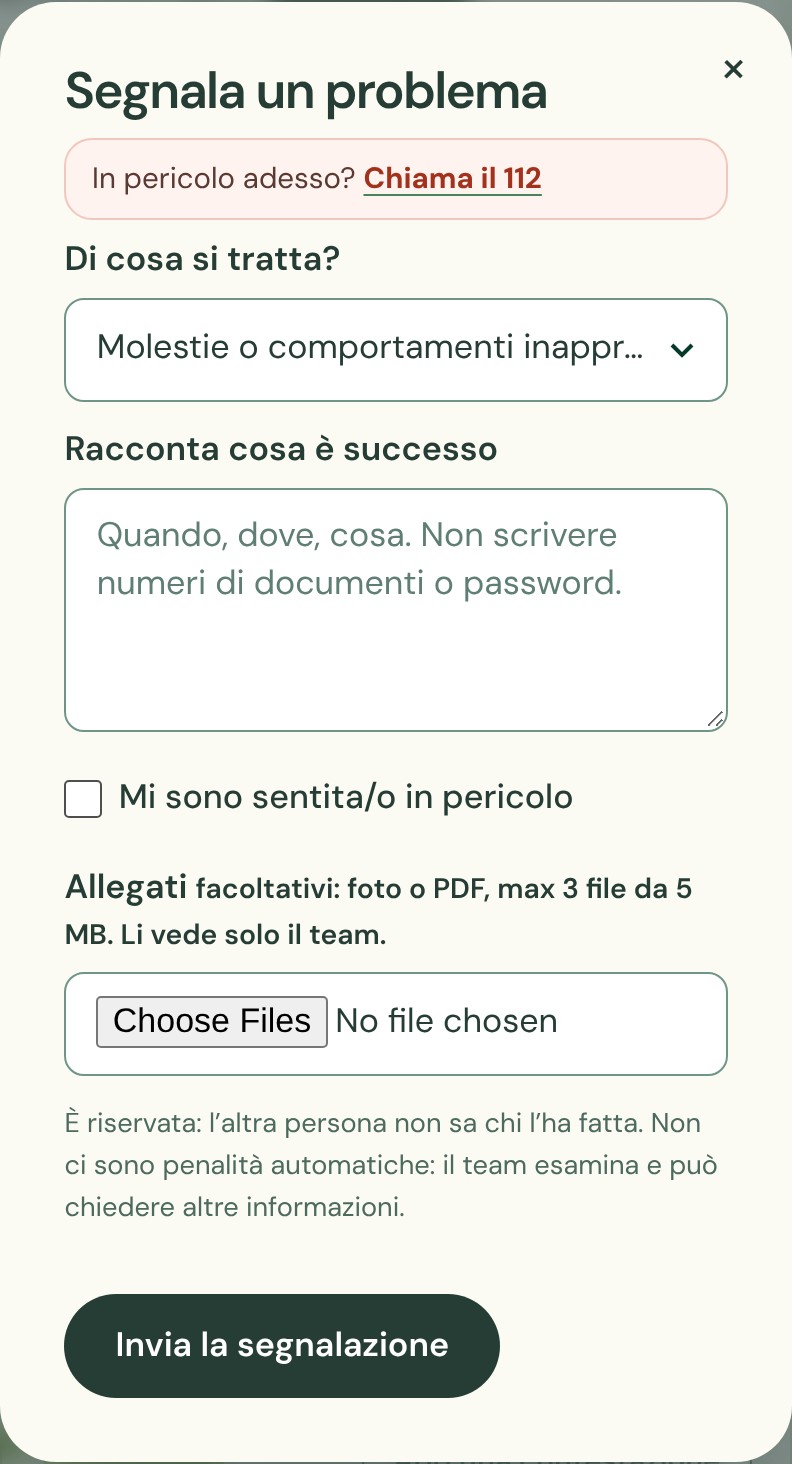 Segnala un problema
×
In pericolo adesso? Chiama il 112
Di cosa si tratta?
Molestie o comportamenti inappr...
Racconta cosa è successo
Quando, dove, cosa. Non scrivere
numeri di documenti o password.
Mi sono sentita/o in pericolo
Allegati facoltativi: foto o PDF, max 3 file da 5
MB. Li vede solo il team.
Choose Files No file chosen
È riservata: l’altra persona non sa chi l’ha fatta. Non
ci sono penalità automatiche: il team esamina e può
chiedere altre informazioni.
Invia la segnalazione